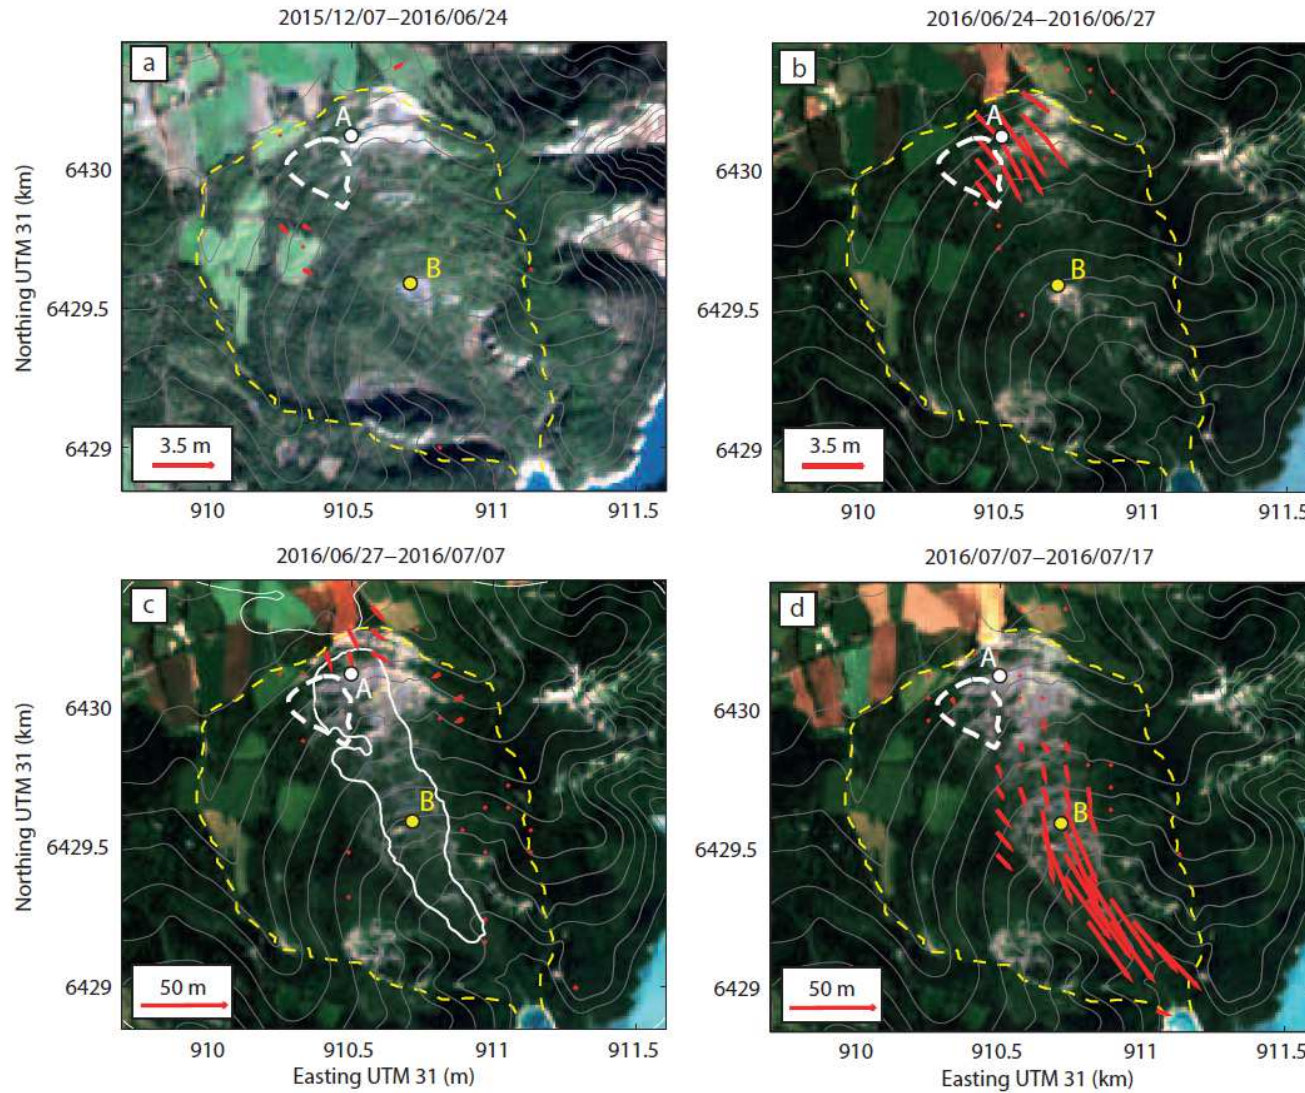 2015/12/07–2016/06/24
2016/06/24–2016/06/27
a
A
B
6430
6429.5
6429
Northing UTM 31 (km)
3.5 m
910
910.5
911
911.5
b
A
B
6430
6429.5
6429
3.5 m
910
910.5
911
911.5
2016/06/27–2016/07/07
2016/07/07–2016/07/17
c
A
B
6430
6429.5
6429
Northing UTM 31 (km)
50 m
910
910.5
911
911.5
Easting UTM 31 (m)
d
A
B
6430
6429.5
6429
50 m
910
910.5
911
911.5
Easting UTM 31 (km)